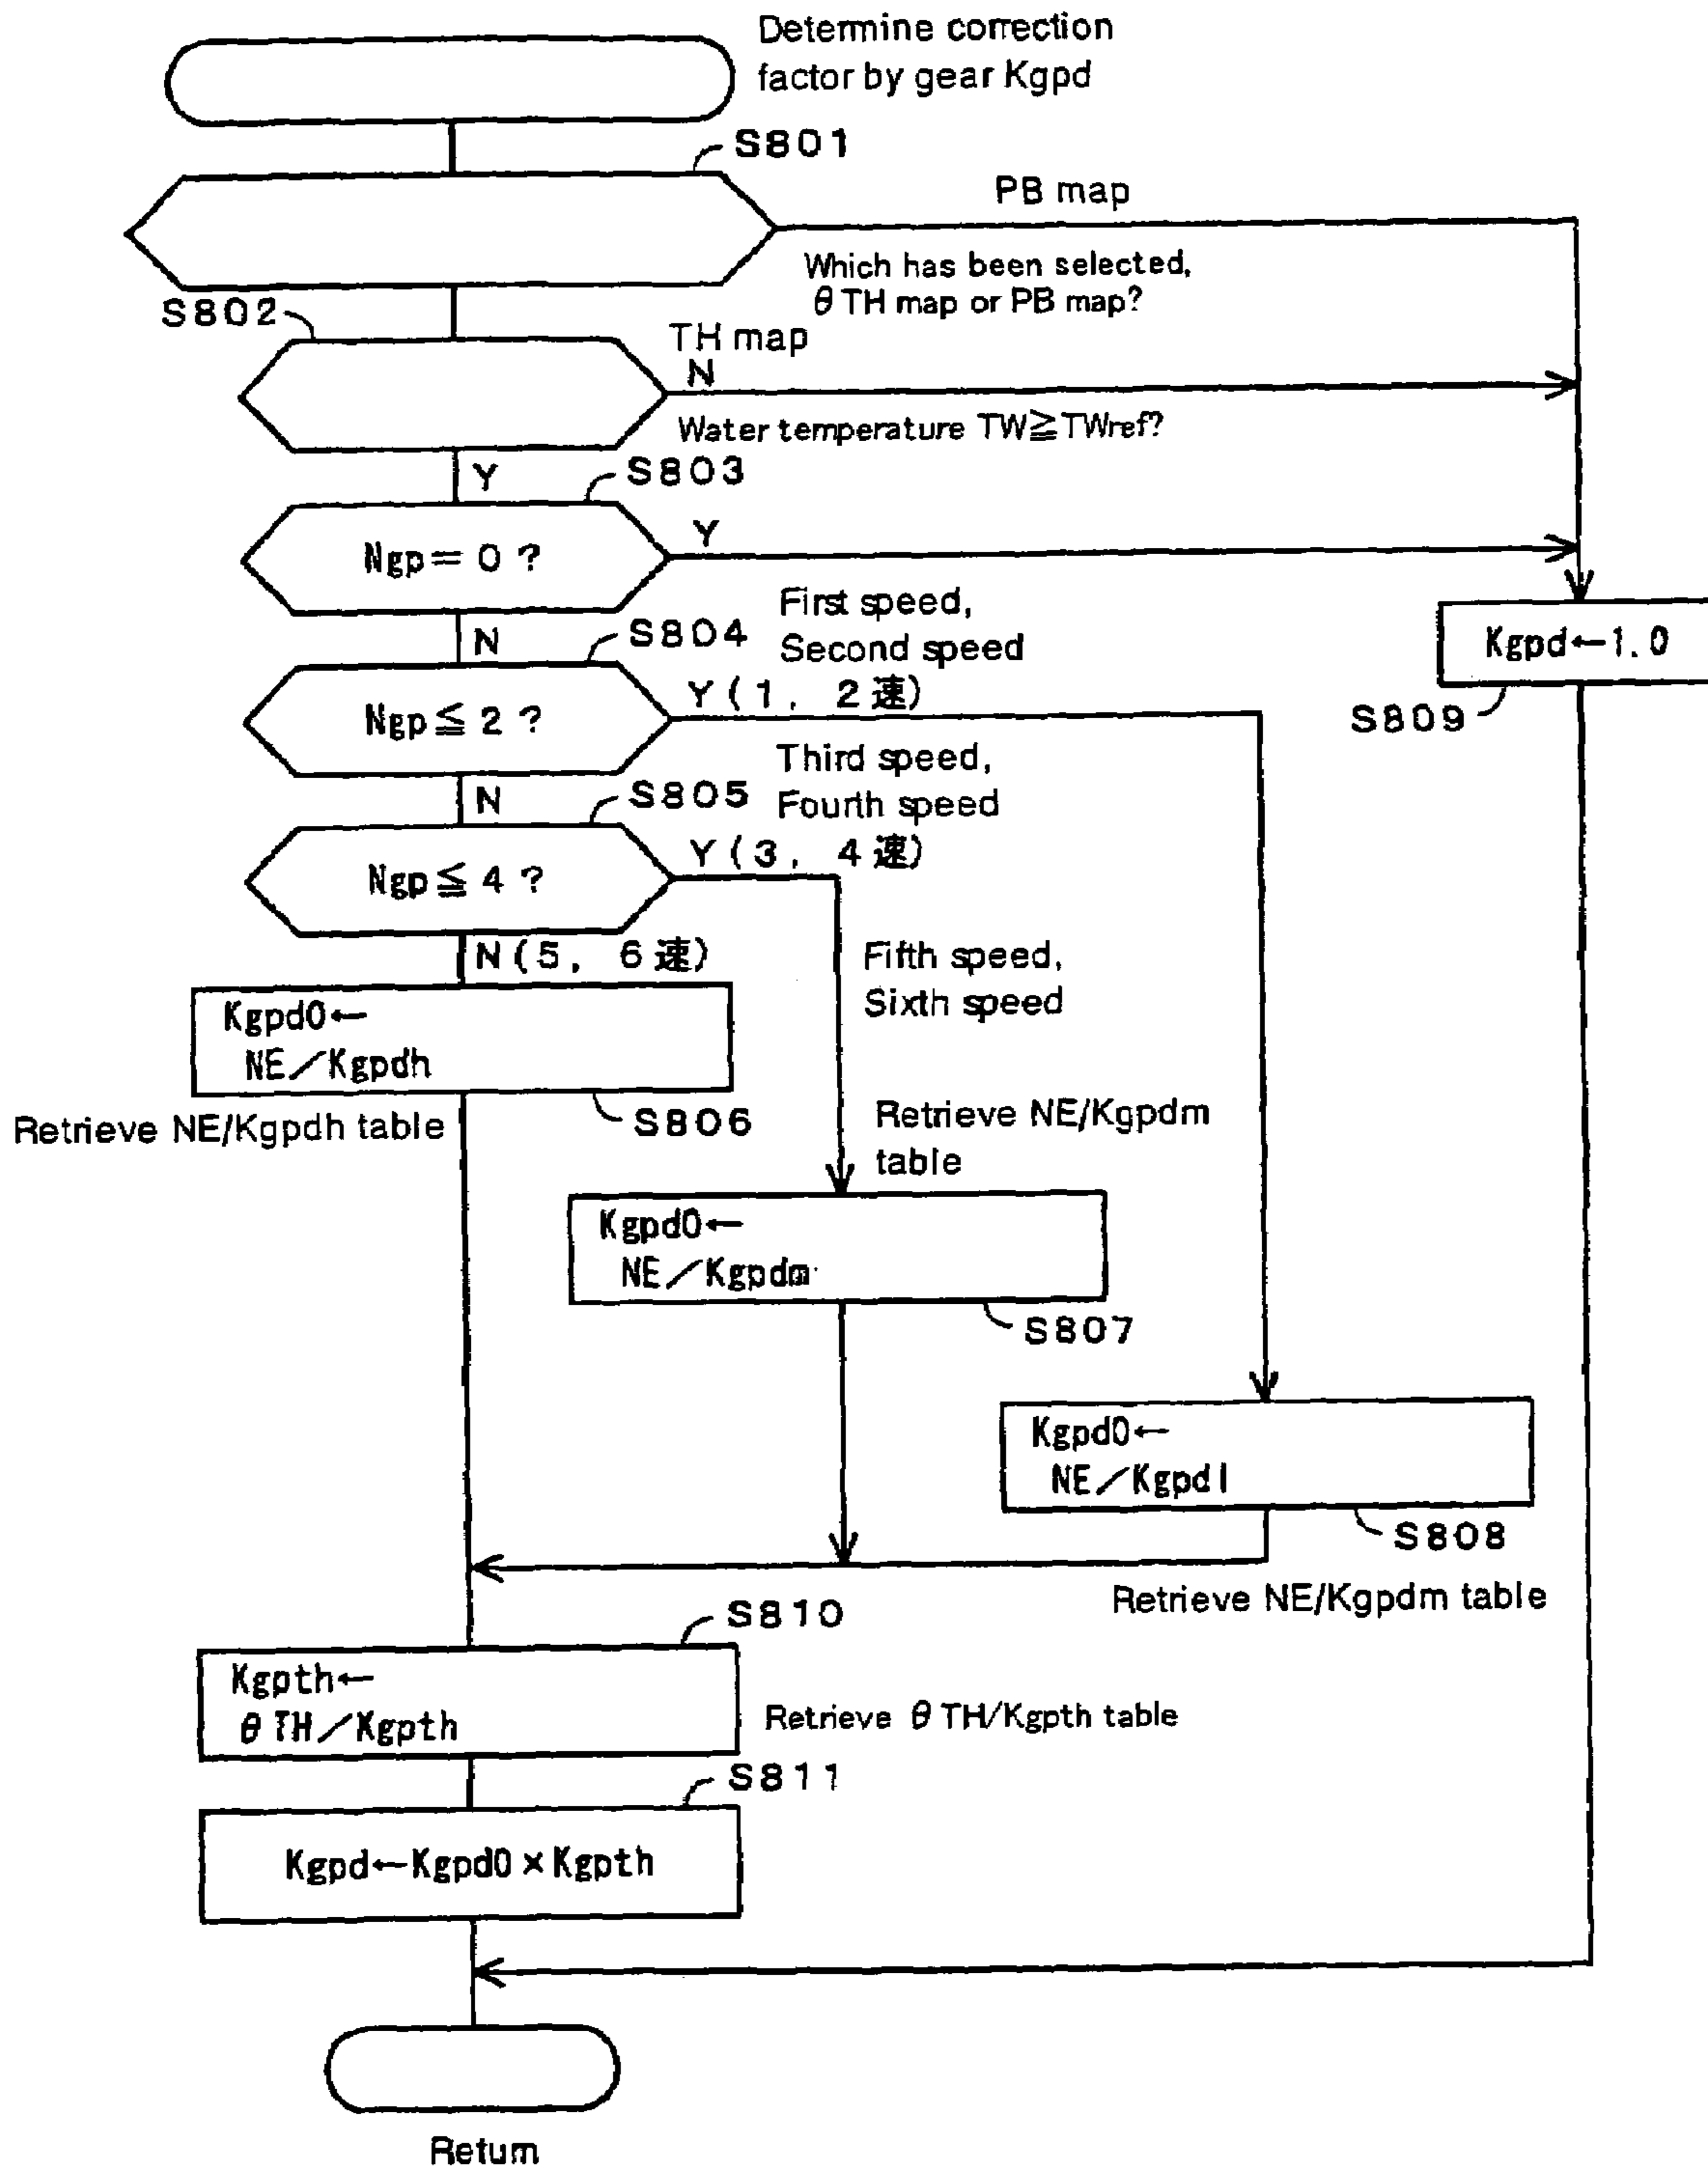 Determine correction
factor by gear Kgpd
S801
PB map
Which has been selected,
θ TH map or PB map?
S802
TH map
N
Water temperature TW≧TWref?
Y
S803
Ngp=0?
Y
N
S804
First speed,
Second speed
Y(1, 2速)
Ngp≦2?
Kgpd←1.0
S809
N
S805
Third speed,
Fourth speed
Y(3, 4速)
Ngp≦4?
N(5, 6速)
Fifth speed,
Sixth speed
Kgpd0←
NE/Kgpdh
S806
Retrieve NE/Kgpdh table
Retrieve NE/Kgpdm
table
Kgpd0←
NE/Kgpdm
S807
Kgpd0←
NE/Kgpdl
S808
Retrieve NE/Kgpdm table
S810
Kgpth←
θ TH/Kgpth
Retrieve θ TH/Kgpth table
S811
Kgpd←Kgpd0×Kgpth
Return